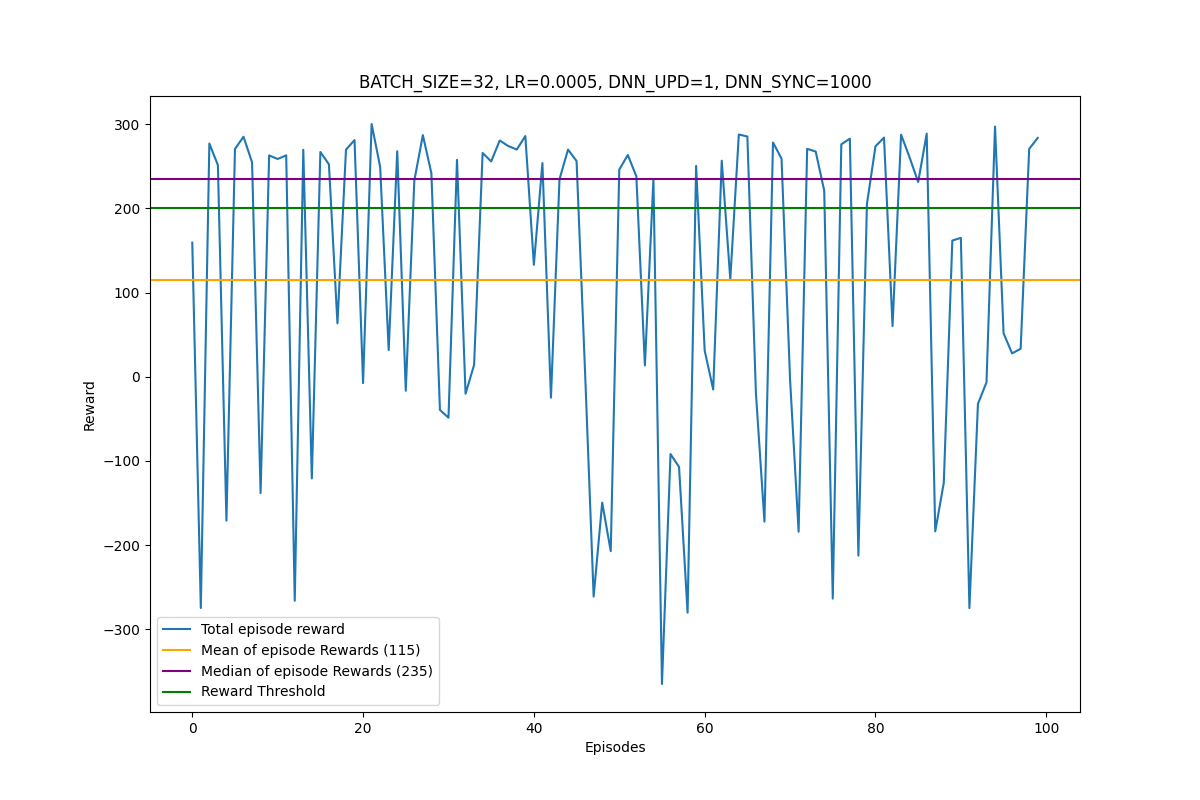 BATCH_SIZE=32, LR=0.0005, DNN_UPD=1, DNN_SYNC=1000
300
200
100
0
−100
−200
−300
Reward
Total episode reward
Mean of episode Rewards (115)
Median of episode Rewards (235)
Reward Threshold
0 20 40 60 80 100
Episodes